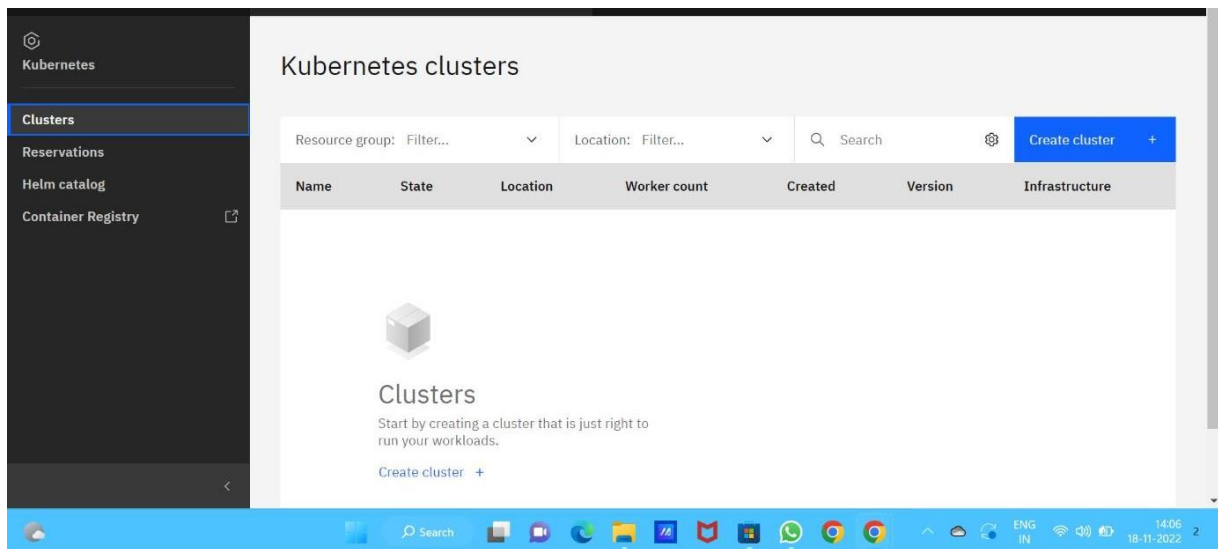 Kubernetes
Clusters
Reservations
Helm catalog
Container Registry
Kubernetes clusters
Resource group: Filter... Location: Filter... Search Create cluster +
Name State Location Worker count Created Version Infrastructure
Clusters
Start by creating a cluster that is just right to
run your workloads.
Create cluster +
Search
ENG
IN
14:06
18-11-2022
2